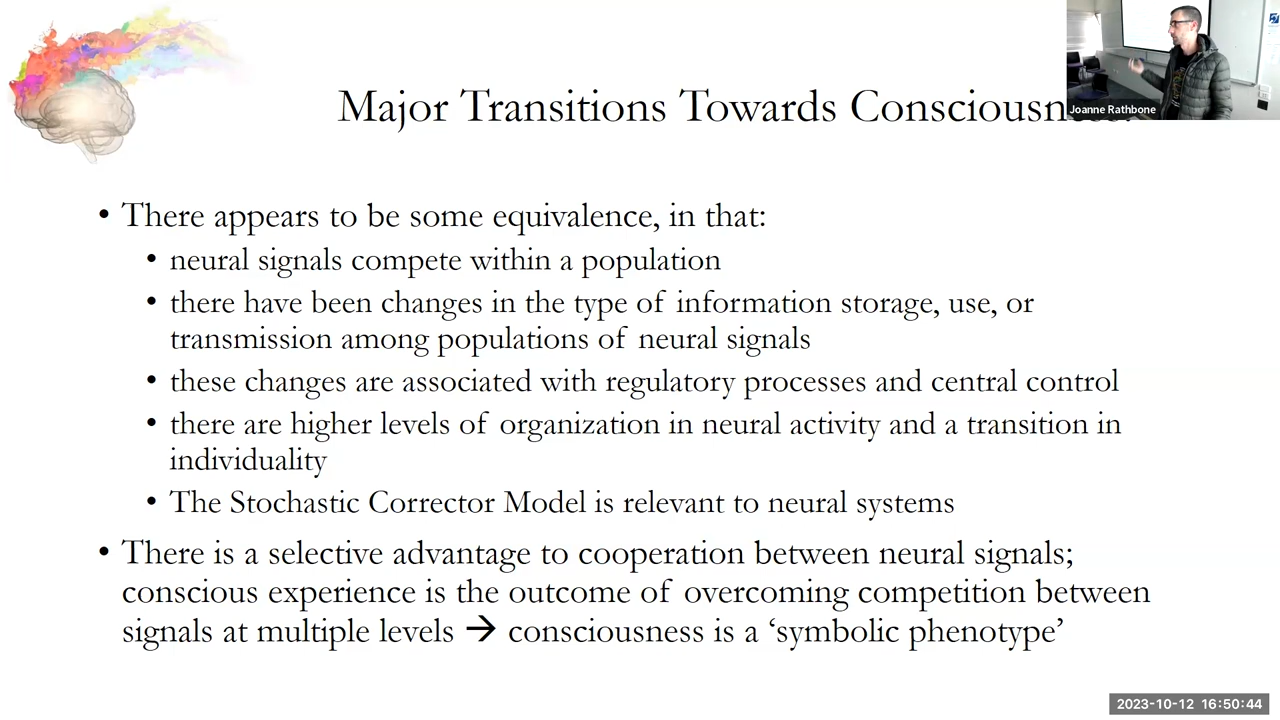 Major Transitions Towards
Joanne Rathbone
• There appears to be some equivalence, in that:
• neural signals compete within a population
• there have been changes in the type of information storage, use, or
transmission among populations of neural signals
• these changes are associated with regulatory processes and central control
• there are higher levels of organization in neural activity and a transition in
individuality
• The Stochastic Corrector Model is relevant to neural systems
• There is a selective advantage to cooperation between neural signals;
conscious experience is the outcome of overcoming competition between
signals at multiple levels → consciousness is a ‘symbolic phenotype’
2023-10-12 16:50:44